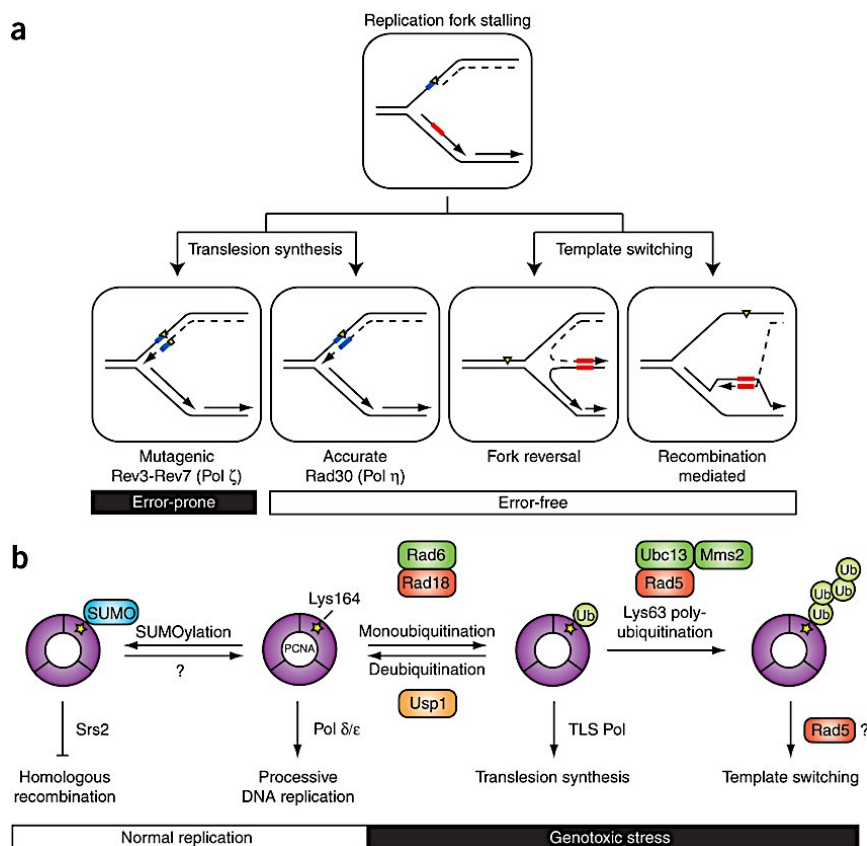 a
Replication fork stalling
Translesion synthesis
Template switching
Mutagenic
Rev3-Rev7 (Pol ζ)
Accurate
Rad30 (Pol η)
Fork reversal
Recombination
mediated
Error-prone
Error-free
b
Rad6
Rad18
Ubc13
Mms2
Rad5
Ub
Ub
Ub
Ub
Ub
Lys164
SUMO
SUMOylation
?
PCNA
Monoubiquitination
Deubiquitination
Usp1
Lys63 poly-
ubiquitination
Srs2
Pol δ/ε
TLS Pol
Rad5 ?
Homologous
recombination
Processive
DNA replication
Translesion synthesis
Template switching
Normal replication
Genotoxic stress